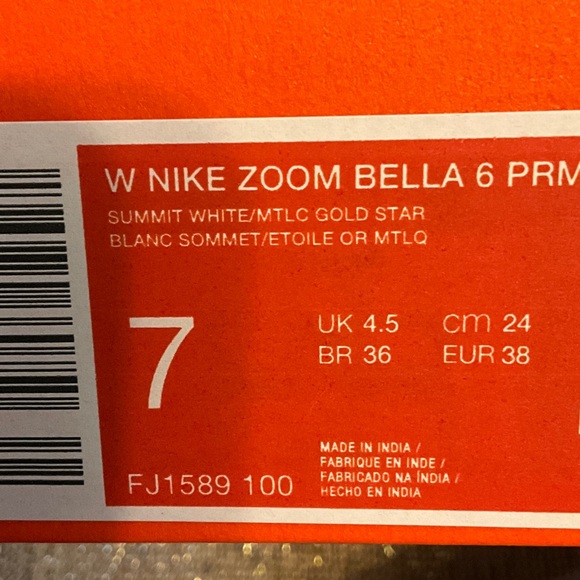 W NIKE ZOOM BELLA 6 PRM
SUMMIT WHITE/MTLC GOLD STAR
BLANC SOMMET/ETOILE OR MTLQ
7
UK 4.5 cm 24
BR 36 EUR 38
MADE IN INDIA /
FABRIQUE EN INDE /
FABRICADO NA ÍNDIA /
HECHO EN INDIA
FJ1589 100